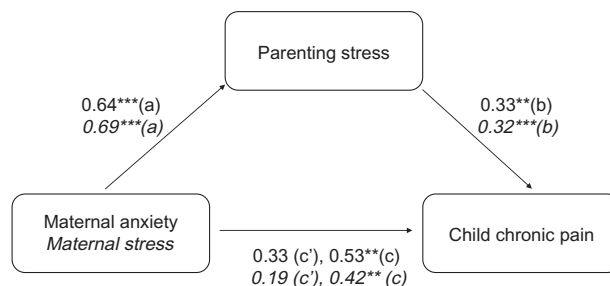 Parenting stress
0.64***(a)
0.69***(a)
0.33**(b)
0.32***(b)
Maternal anxiety
Maternal stress
0.33 (c'), 0.53**(c)
0.19 (c'), 0.42** (c)
Child chronic pain